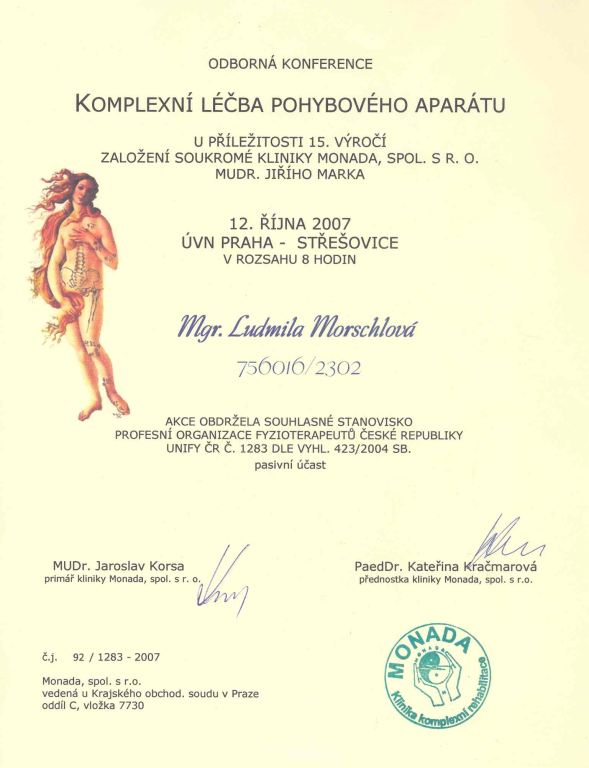 ODBORNÁ KONFERENCE
KOMPLEXNÍ LÉČBA POHYBOVÉHO APARÁTU
U PŘÍLEŽITOSTI 15. VÝROČÍ
ZALOŽENÍ SOUKROMÉ KLINIKY MONADA, SPOL. S R. O.
MUDR. JIŘÍHO MARKA
12. ŘÍJNA 2007
ÚVN PRAHA - STŘEŠOVICE
V ROZSAHU 8 HODIN
Mgr. Ludmila Morschlová
756016/2302
AKCE OBDRŽELA SOUHLASNÉ STANOVISKO
PROFESNÍ ORGANIZACE FYZIOTERAPEUTŮ ČESKÉ REPUBLIKY
UNIFY ČR Č. 1283 DLE VYHL. 423/2004 SB.
pasivní účast
MUDr. Jaroslav Korsa
primář kliniky Monada, spol. s r. o.
PaedDr. Kateřina Kračmarová
přednostka kliniky Monada, spol. s r.o.
č.j. 92 / 1283 - 2007
Monada, spol. s r.o.
vedená u Krajského obchod. soudu v Praze
oddíl C, vložka 7730
MONADA
MONADA
Klinika komplexní rehabilitace